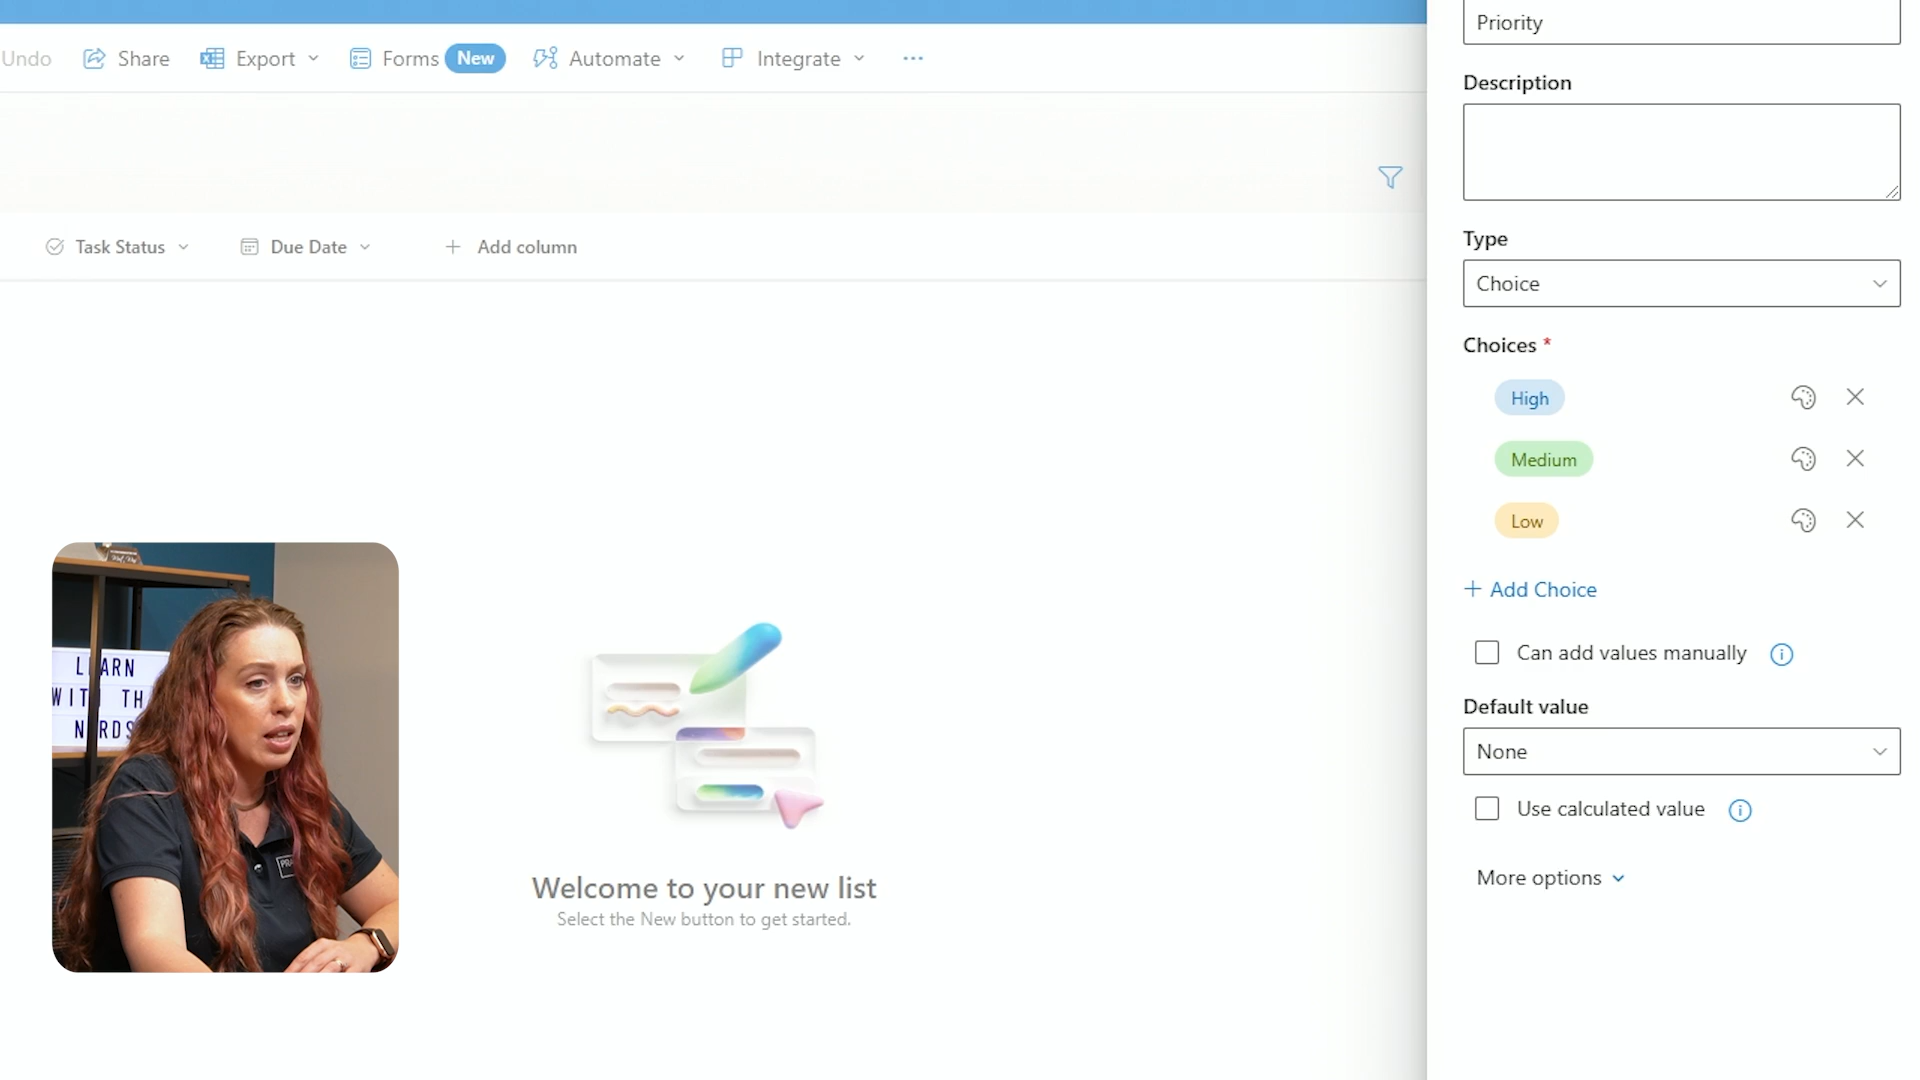 Undo Share Export Forms New Automate Integrate ...
Task Status Due Date + Add column
Welcome to your new list
Select the New button to get started.
LEARN
WITH TH
NERDS
PRA
Priority
Description
Type
Choice
Choices *
High
Medium
Low
+ Add Choice
Can add values manually
Default value
None
Use calculated value
More options